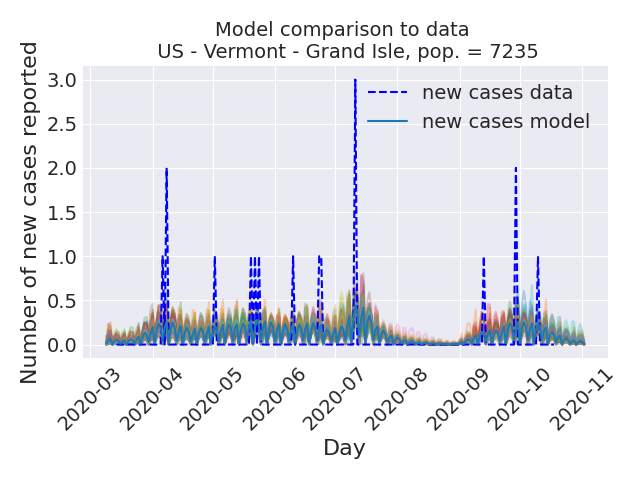 Model comparison to data
US - Vermont - Grand Isle, pop. = 7235
Number of new cases reported
3.0
2.5
2.0
1.5
1.0
0.5
0.0
new cases data
new cases model
2020-03
2020-04
2020-05
2020-06
2020-07
2020-08
2020-09
2020-10
2020-11
Day